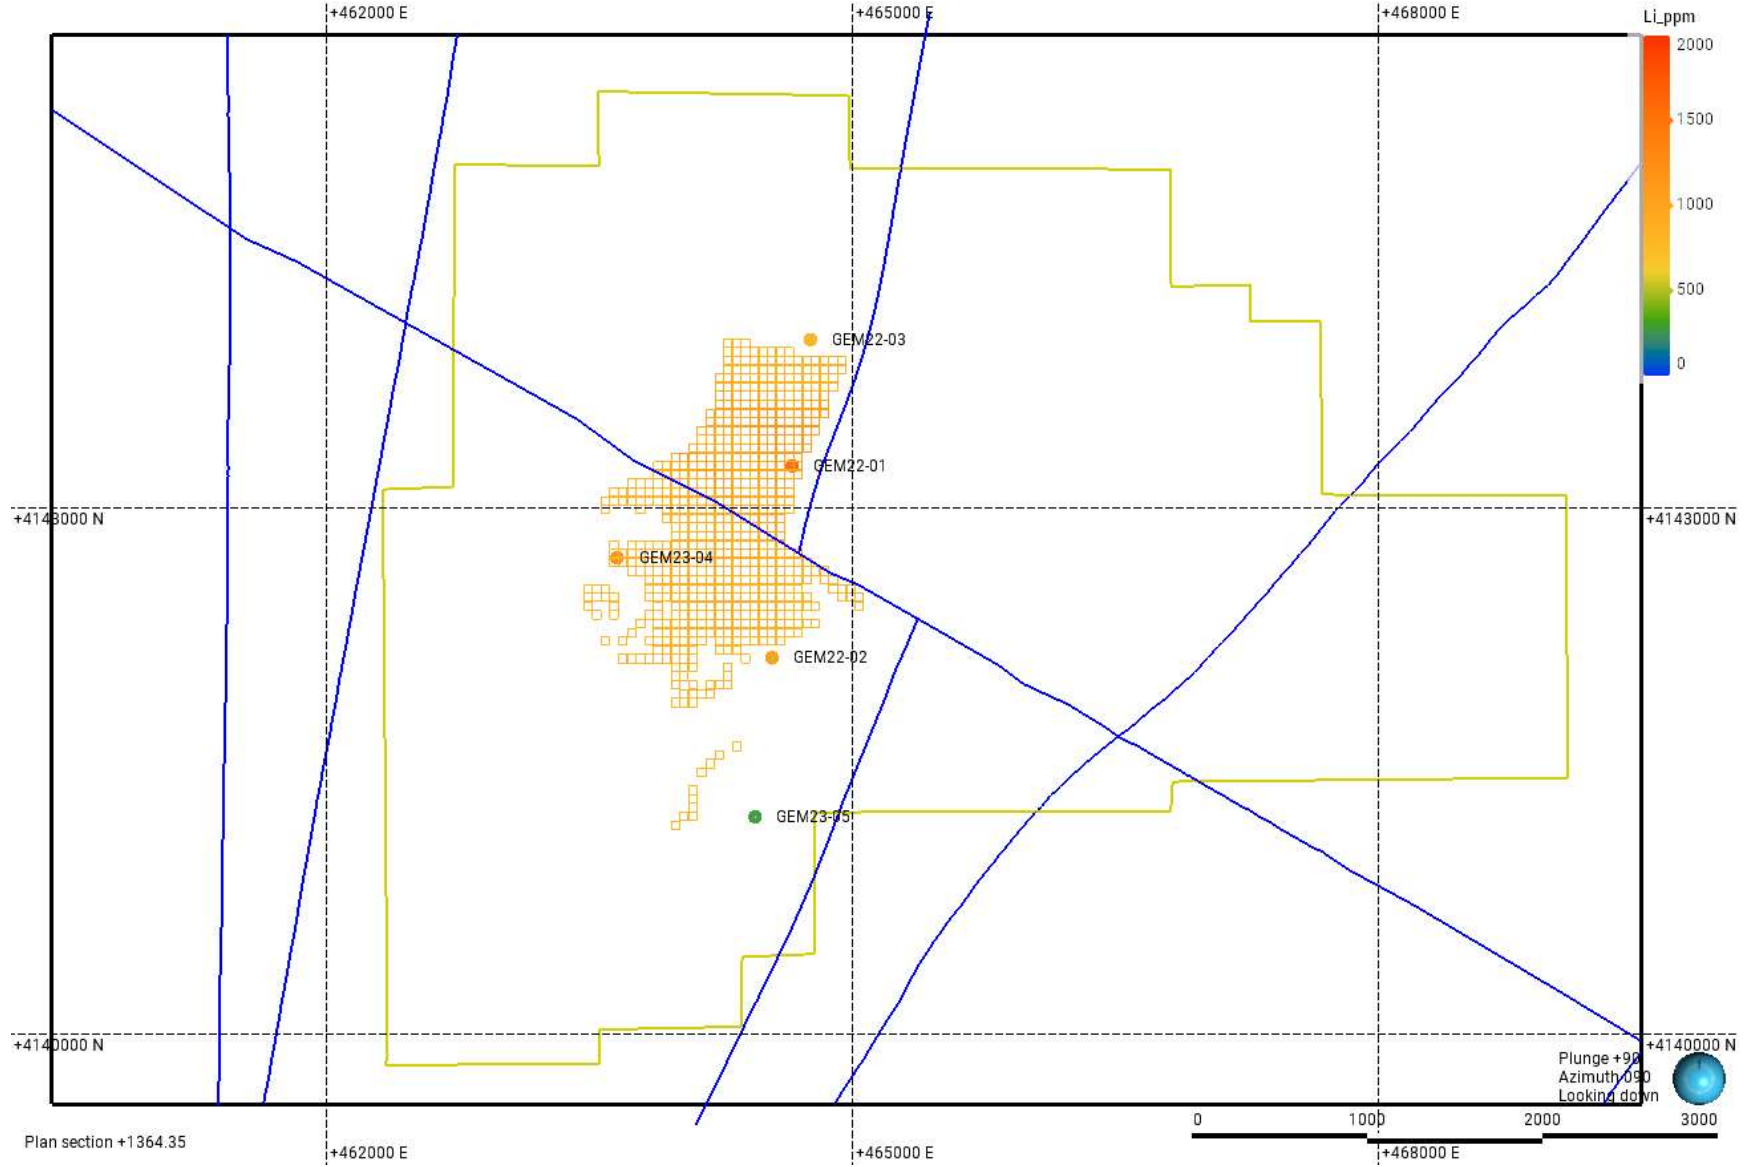 +462000 E
+465000 E
+468000 E
Li_ppm
2000
1500
1000
500
0
GEM22-03
GEM22-01
+4143000 N
+4143000 N
GEM23-04
GEM22-02
GEM23-05
+4140000 N
+4140000 N
Plunge +90
Azimuth 090
Looking down
0
1000
2000
3000
Plan section +1364.35
+462000 E
+465000 E
+468000 E